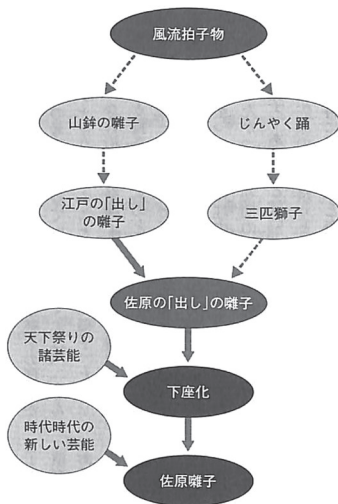 風流拍子物
山鉾の囃子
じんやく踊
江戸の「出し」
の囃子
三匹獅子
佐原の「出し」の囃子
天下祭りの
諸芸能
下座化
時代時代の
新しい芸能
佐原囃子